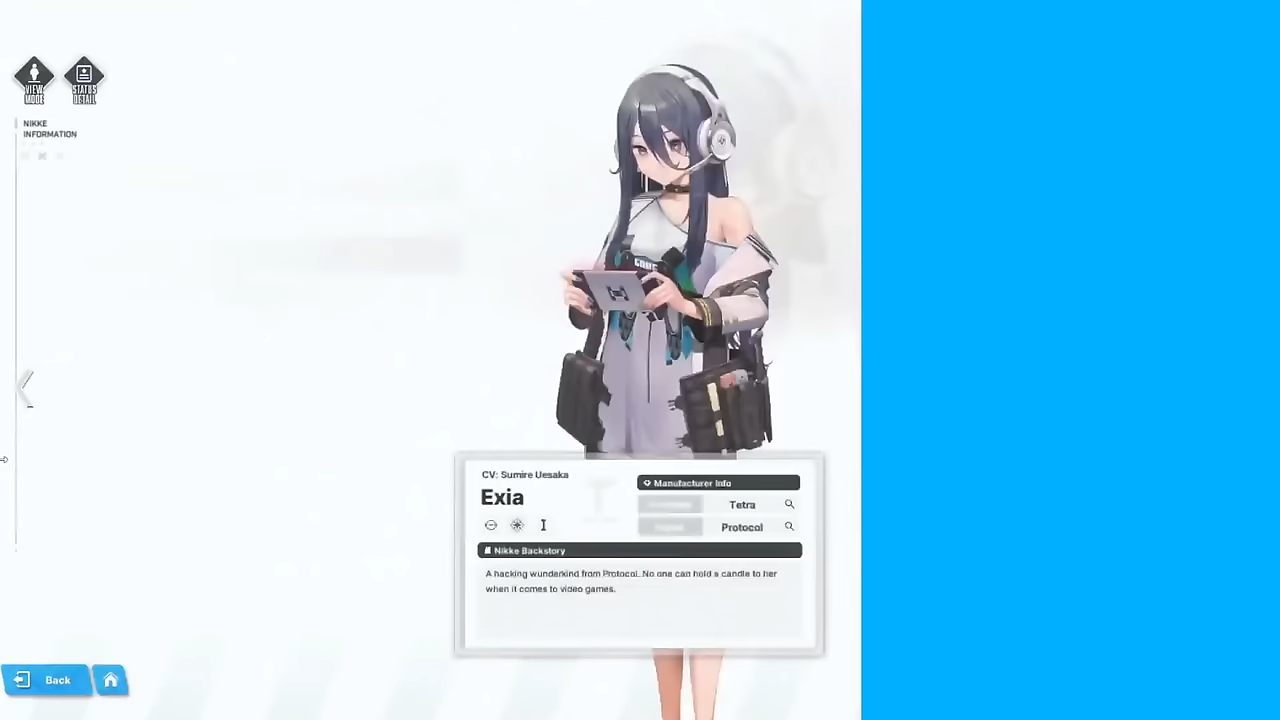 VIEW
MODE
STATUS
DETAIL
NIKKE
INFORMATION
CV: Sumire Uesaka
Exia
Manufacturer Info
Tetra
Protocol
Nikke Backstory
A hacking wunderkind from Protocol. No one can hold a candle to her
when it comes to video games.
Back